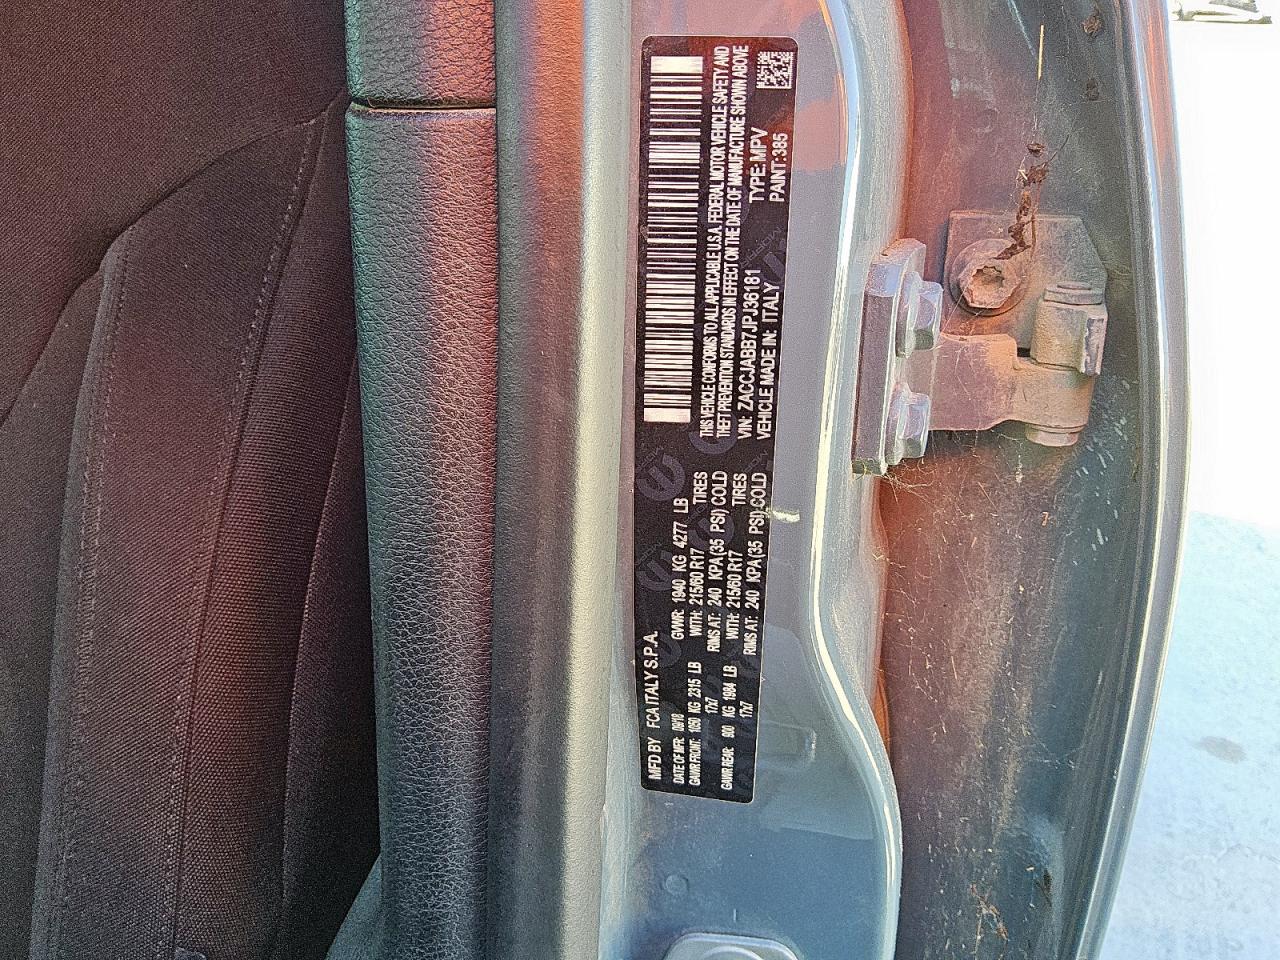 MFD BY FCA ITALY S.P.A.
DATE OF MFR: 09/18 GVWR: 1940 KG 4277 LB
GAWR FRONT: 1050 KG 2315 LB WITH: 215/60 R17 TIRES
17x7 RIMS AT: 240 KPA(35 PSI) COLD
GAWR REAR: 900 KG 1984 LB WITH: 215/60 R17 TIRES
17x7 RIMS AT: 240 KPA(35 PSI) COLD
THIS VEHICLE CONFORMS TO ALL APPLICABLE U.S.A. FEDERAL MOTOR VEHICLE SAFETY AND
THEFT PREVENTION STANDARDS IN EFFECT ON THE DATE OF MANUFACTURE SHOWN ABOVE
VIN: ZACCJABB7JPJ36181 TYPE: MPV
VEHICLE MADE IN: ITALY PAINT: 385